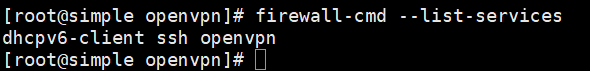 [root@simple openvpn]# firewall-cmd --list-services
dhcpv6-client ssh openvpn
[root@simple openvpn]#